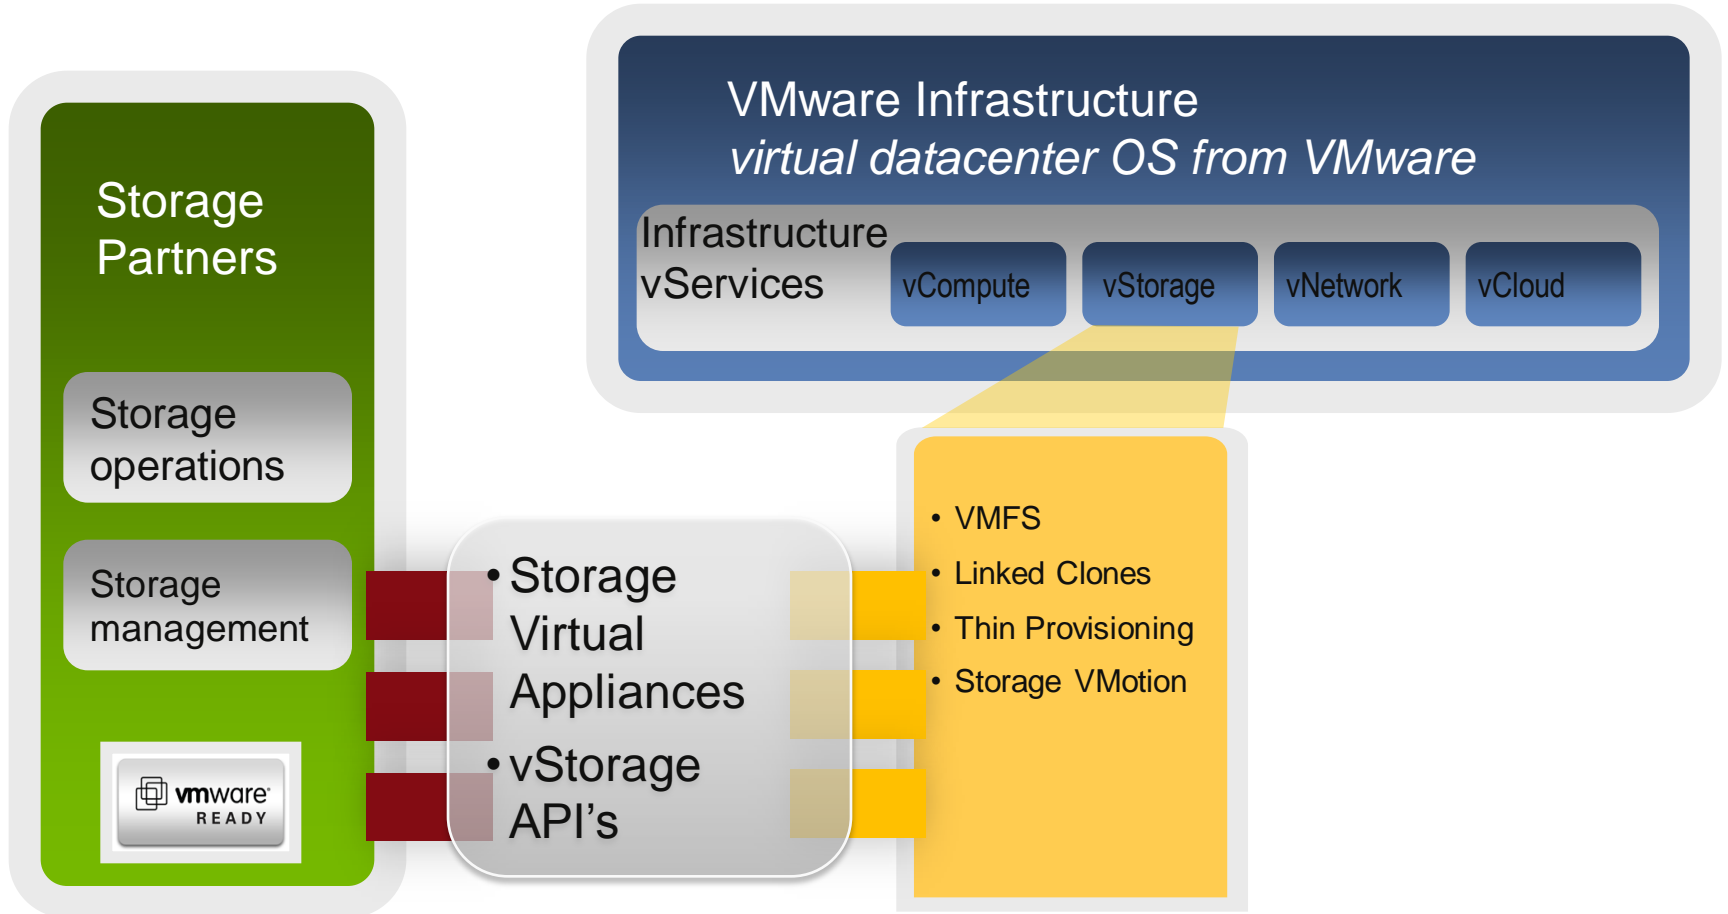 VMware Infrastructure
virtual datacenter OS from VMware
Infrastructure
vServices
vCompute
vStorage
vNetwork
vCloud
Storage
Partners
Storage
operations
Storage
management
vmware®
READY
• Storage
Virtual
Appliances
• vStorage
API’s
• VMFS
• Linked Clones
• Thin Provisioning
• Storage VMotion